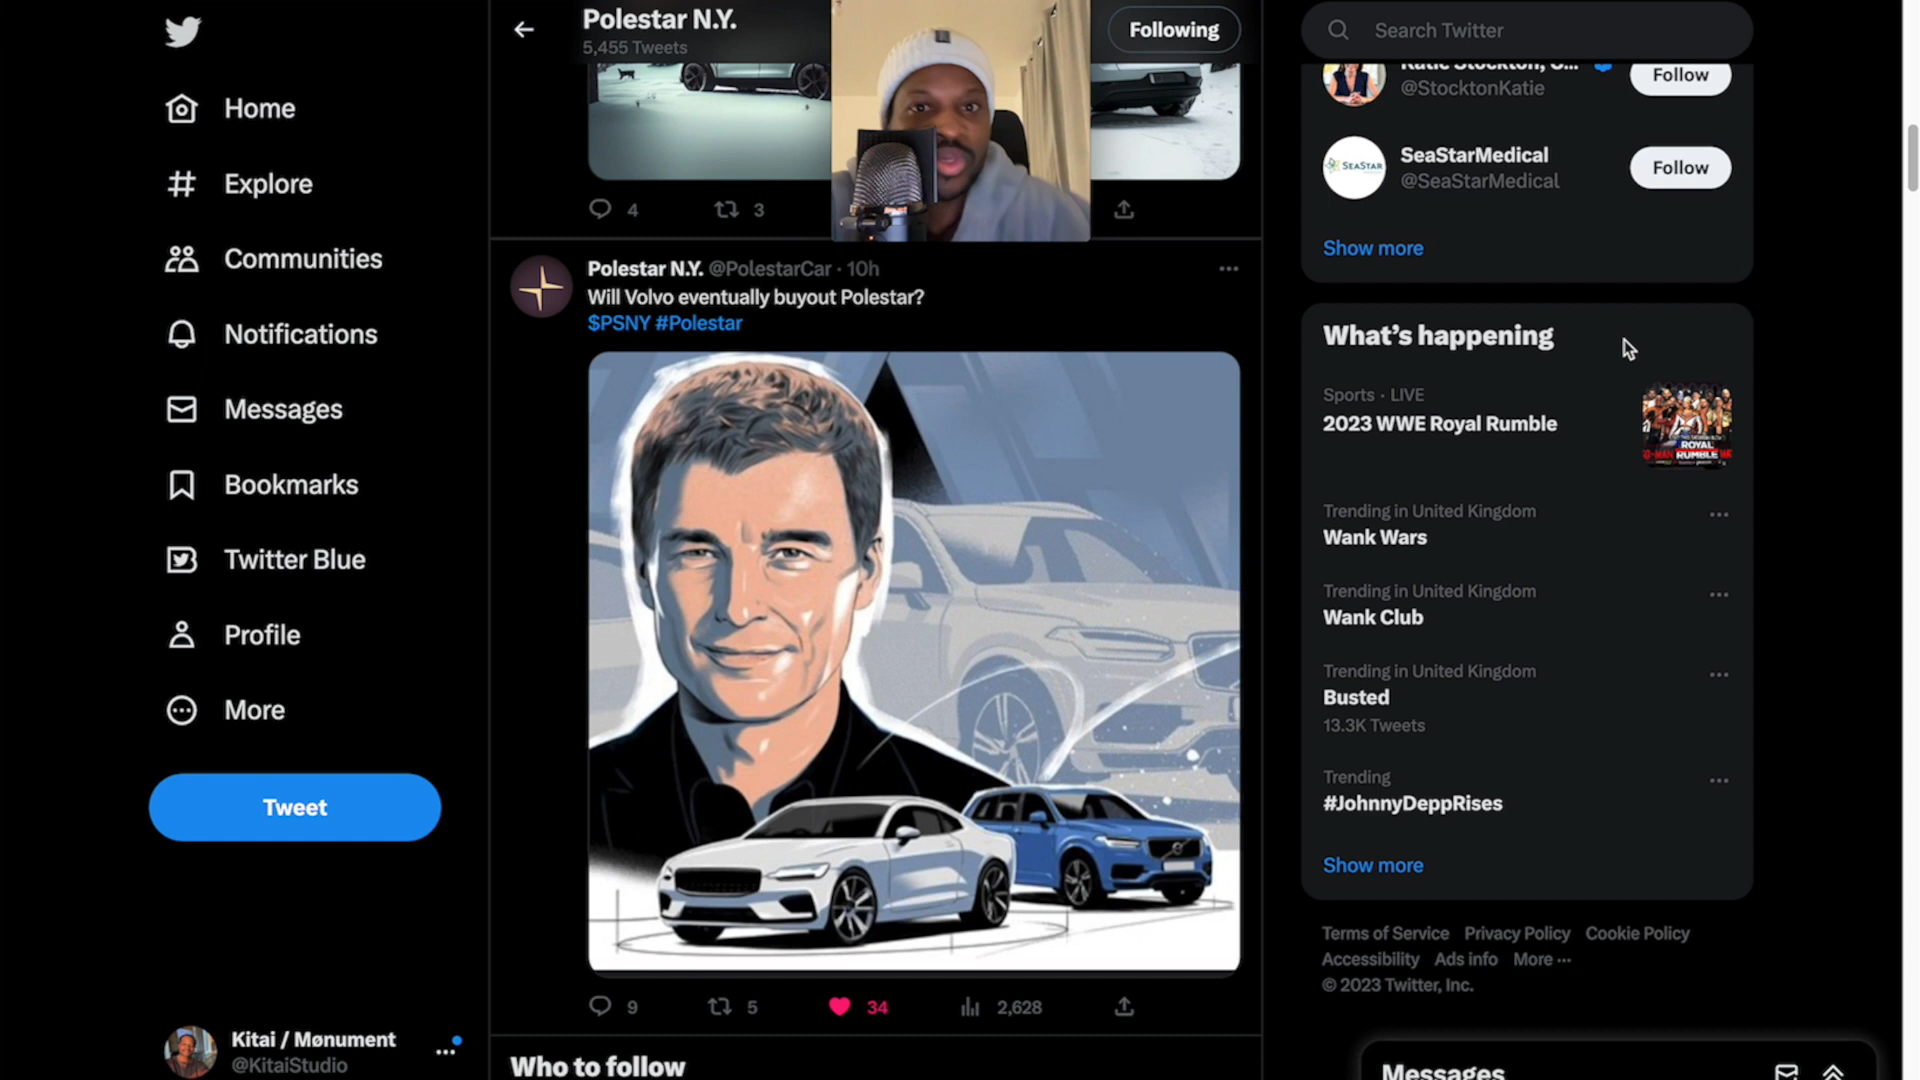 Home
Explore
Communities
Notifications
Messages
Bookmarks
Twitter Blue
Profile
More
Tweet
Kitai / Mønument
@KitaiStudio
Polestar N.Y.
5,455 Tweets
Following
4
3
Polestar N.Y. @PolestarCar · 10h
Will Volvo eventually buyout Polestar?
$PSNY #Polestar
9
5
34
2,628
Who to follow
Search Twitter
Katie Stockton, C...
@StocktonKatie
Follow
SEASTAR
SeaStarMedical
@SeaStarMedical
Follow
Show more
What's happening
Sports · LIVE
2023 WWE Royal Rumble
ROYAL
RUMBLE
Trending in United Kingdom
Wank Wars
Trending in United Kingdom
Wank Club
Trending in United Kingdom
Busted
13.3K Tweets
Trending
#JohnnyDeppRises
Show more
Terms of Service Privacy Policy Cookie Policy
Accessibility Ads info More ···
© 2023 Twitter, Inc.
Messages